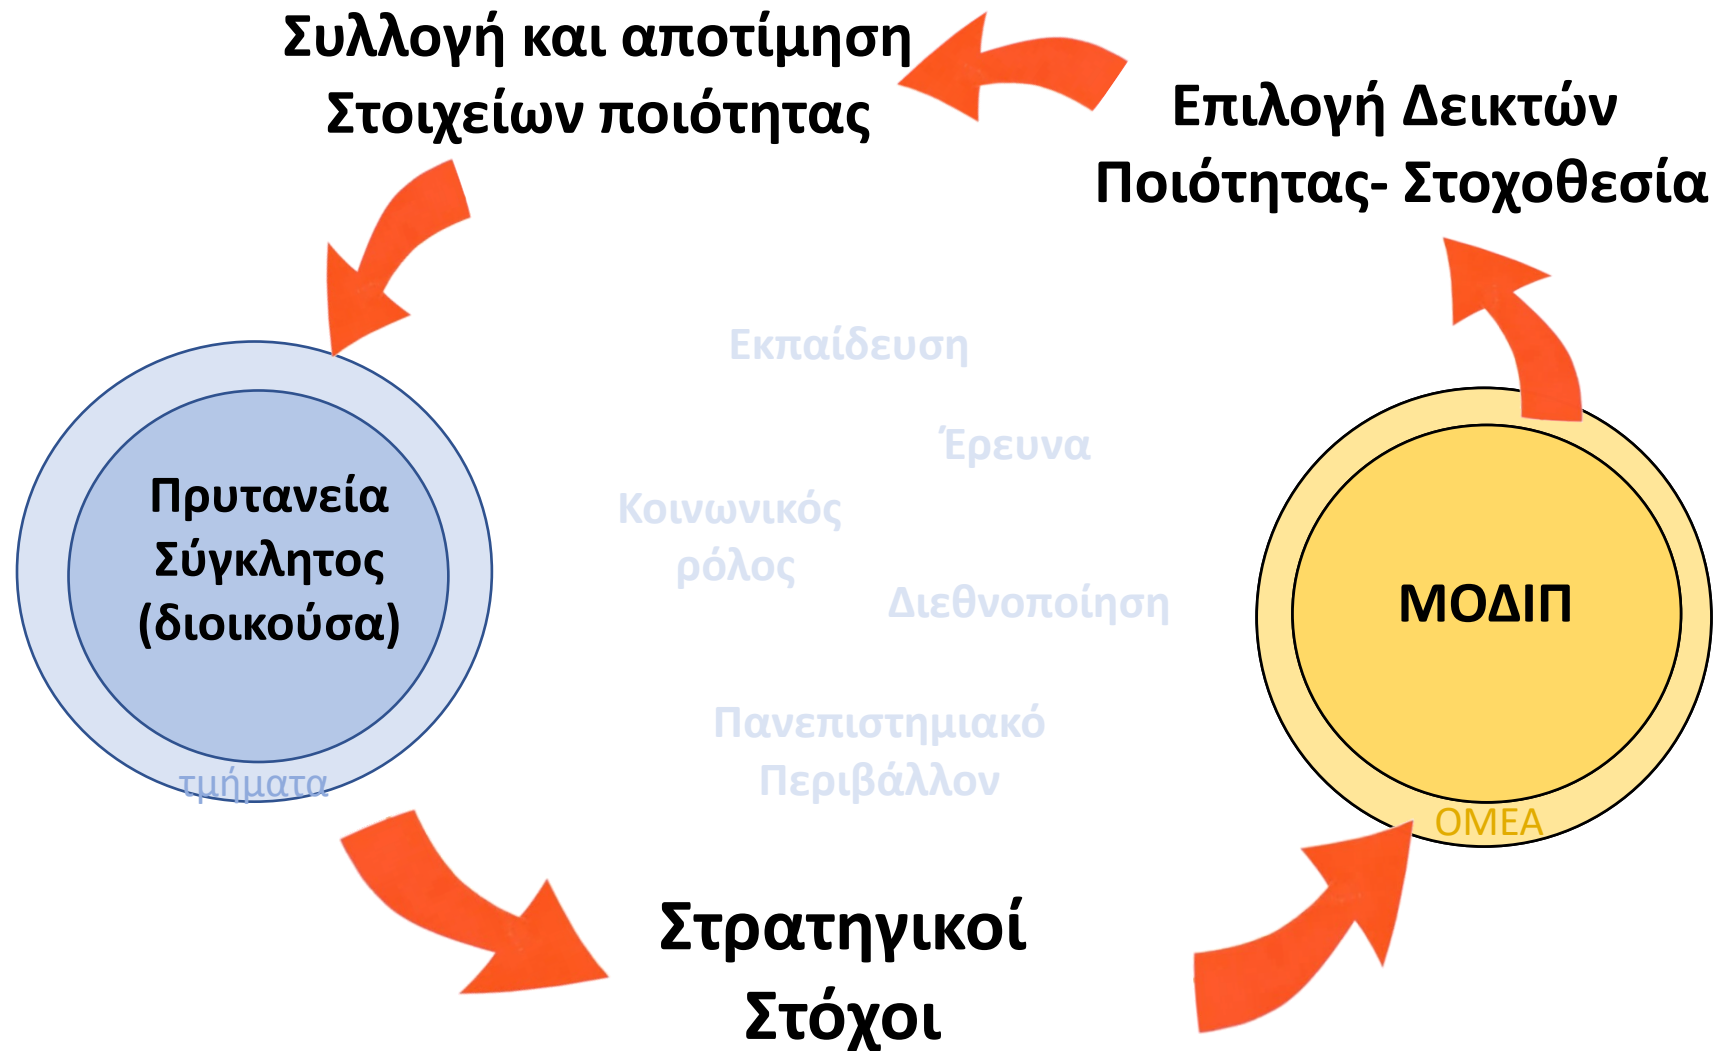 Συλλογή και αποτίμηση
Στοιχείων ποιότητας
Επιλογή Δεικτών
Ποιότητας- Στοχοθεσία
Εκπαίδευση
Έρευνα
Κοινωνικός
ρόλος
Διεθνοποίηση
Πανεπιστημιακό
Περιβάλλον
Πρυτανεία
Σύγκλητος
(διοικούσα)
τμήματα
ΜΟΔΙΠ
ΟΜΕΑ
Στρατηγικοί
Στόχοι